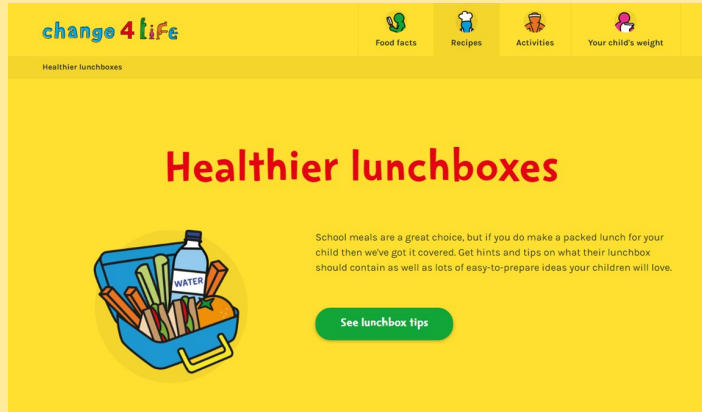 change 4 Life
Food facts
Recipes
Activities
Your child's weight
Healthier lunchboxes
Healthier lunchboxes
School meals are a great choice, but if you do make a packed lunch for your
child then we've got it covered. Get hints and tips on what their lunchbox
should contain as well as lots of easy-to-prepare ideas your children will love.
WATER
See lunchbox tips